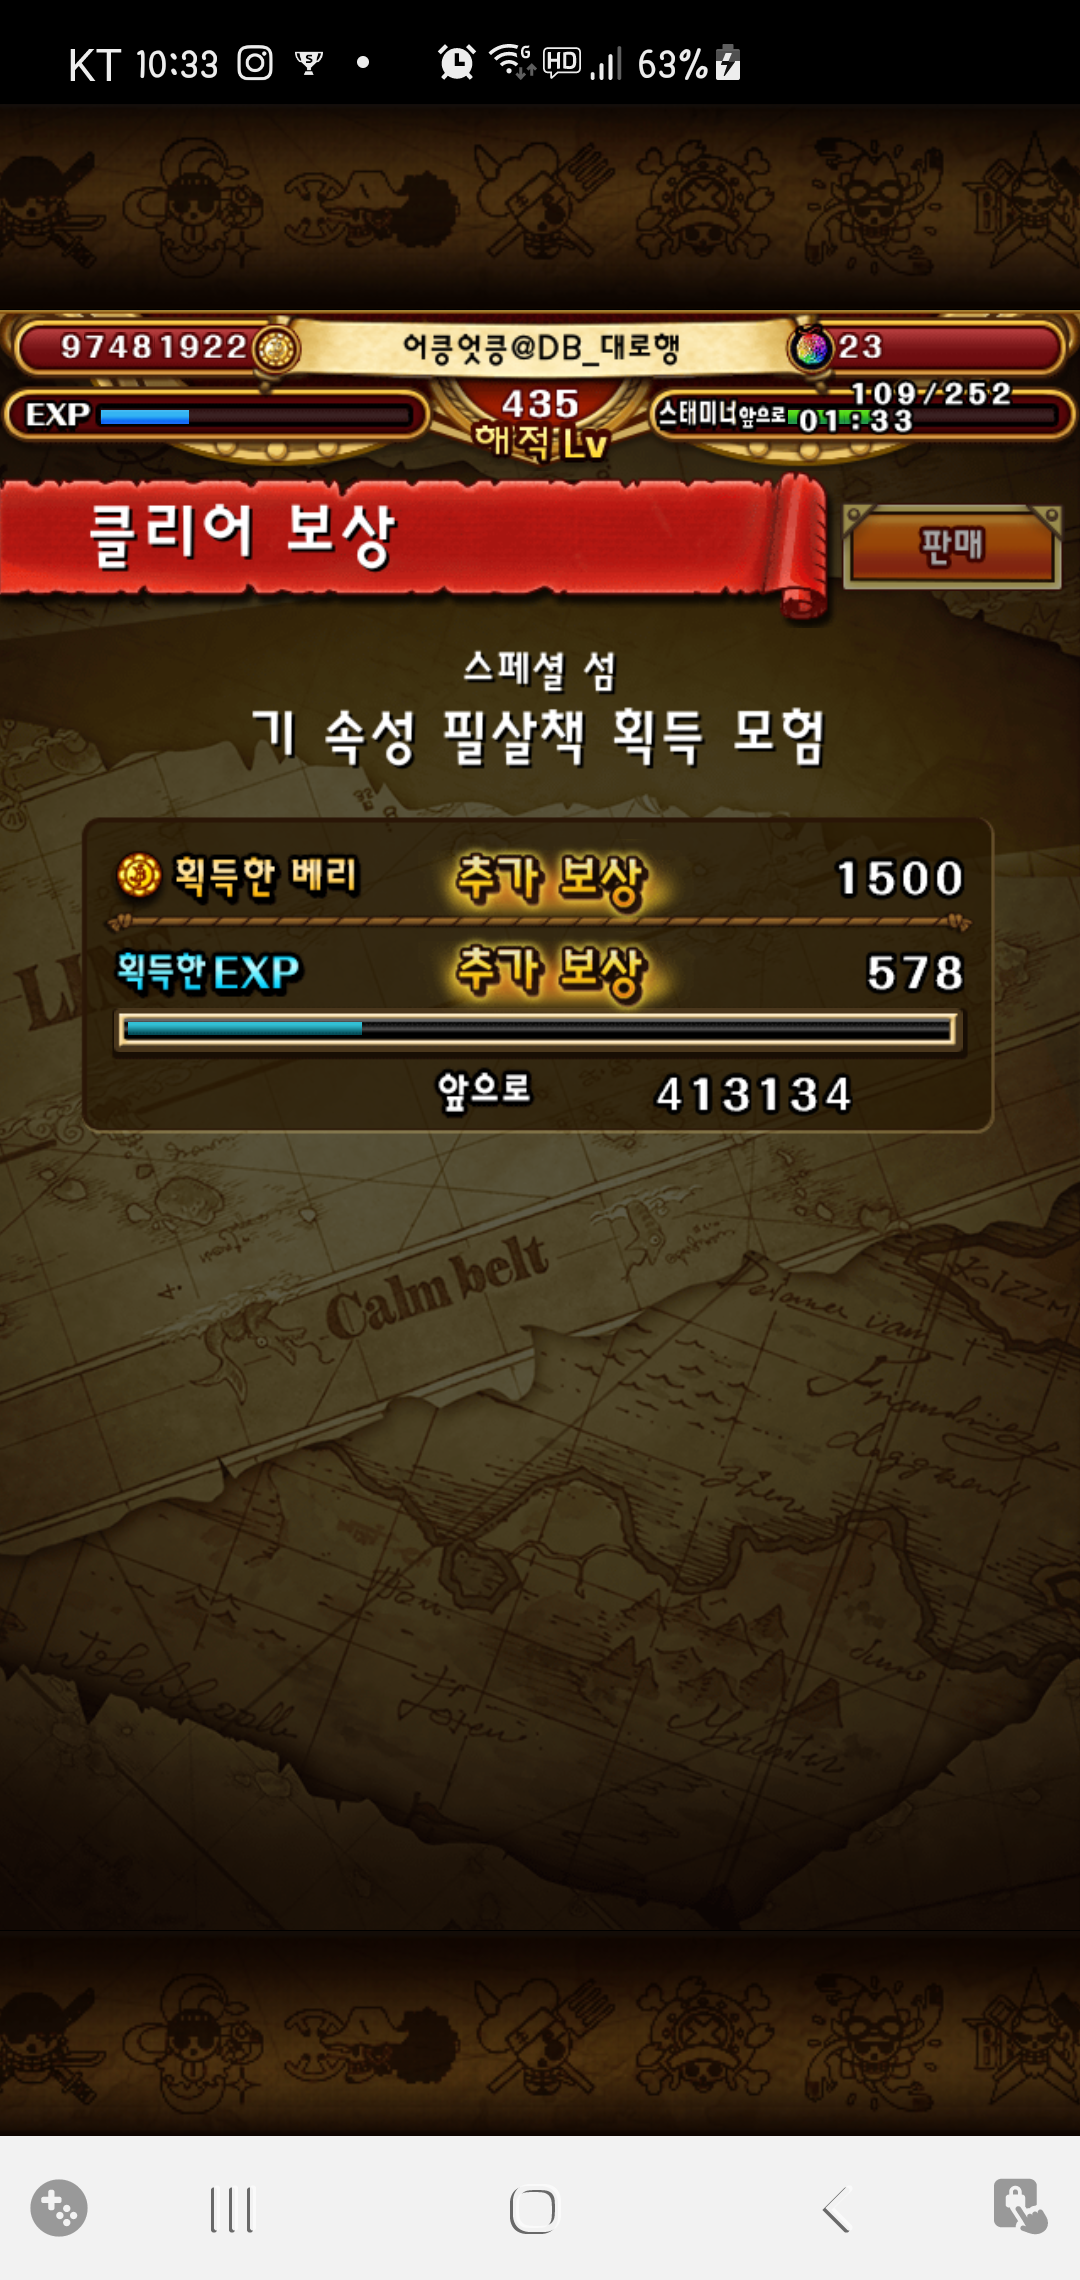 KT 10:33 HD 63%
97481922 어킁엇킁@DB_대로행 23
EXP 435 스태미너 앞으로 01:33 109/252
해적 Lv
클리어 보상 판매
스페셜 섬
기 속성 필살책 획득 모험
획득한 베리 추가 보상 1500
획득한 EXP 추가 보상 578
앞으로 413134
Calm belt